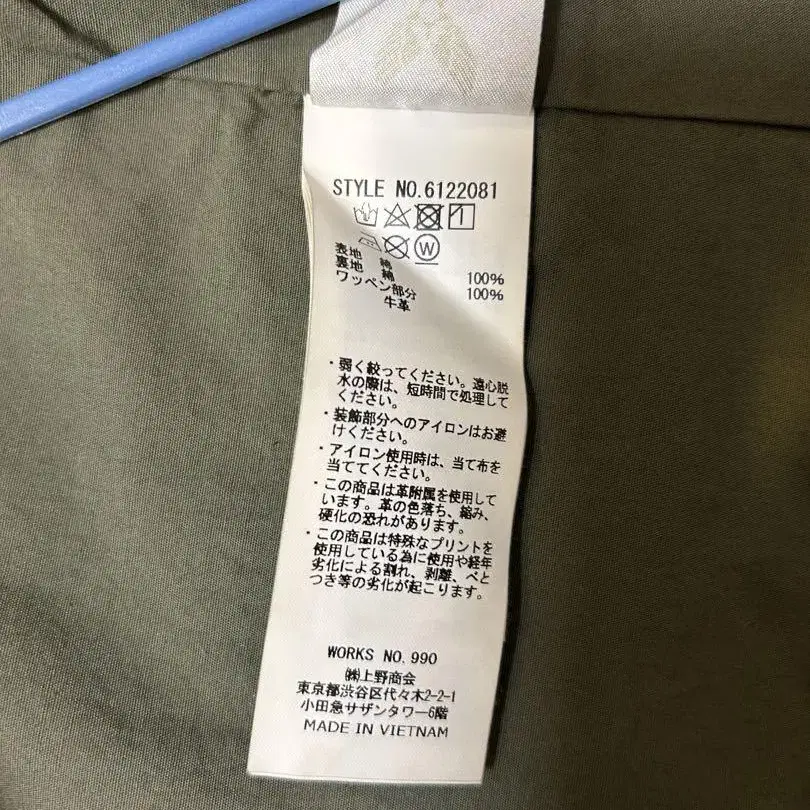 STYLE NO.6122081
W
表地 綿 100%
裏地 綿 100%
ワッペン部分
牛革
・弱く絞ってください。遠心脱
水の際は、短時間で処理して
ください。
・装飾部分へのアイロンはお避
けください。
・アイロン使用時は、当て布を
当ててください。
・この商品は革附属を使用して
います。革の色落ち、縮み、
硬化の恐れがあります。
・この商品は特殊なプリントを
使用している為に使用や経年
劣化による割れ、剥離、べと
つき等の劣化が起こります。
WORKS NO.990
㈱上野商会
東京都渋谷区代々木2-2-1
小田急サザンタワー6階
MADE IN VIETNAM